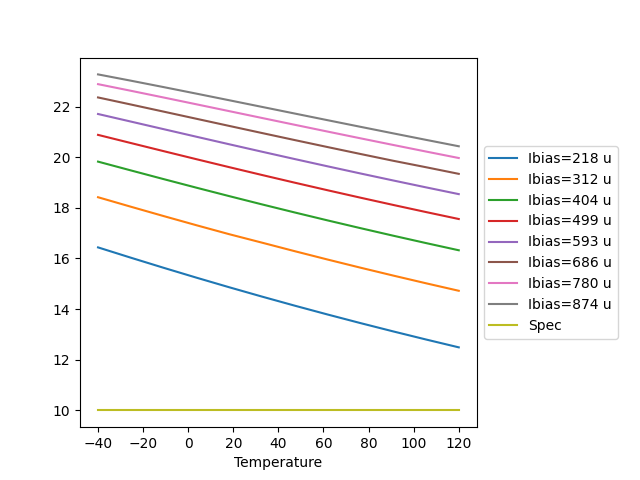 22
20
18
16
14
12
10
−40
−20
0
20
40
60
80
100
120
Temperature
Ibias=218 u
Ibias=312 u
Ibias=404 u
Ibias=499 u
Ibias=593 u
Ibias=686 u
Ibias=780 u
Ibias=874 u
Spec